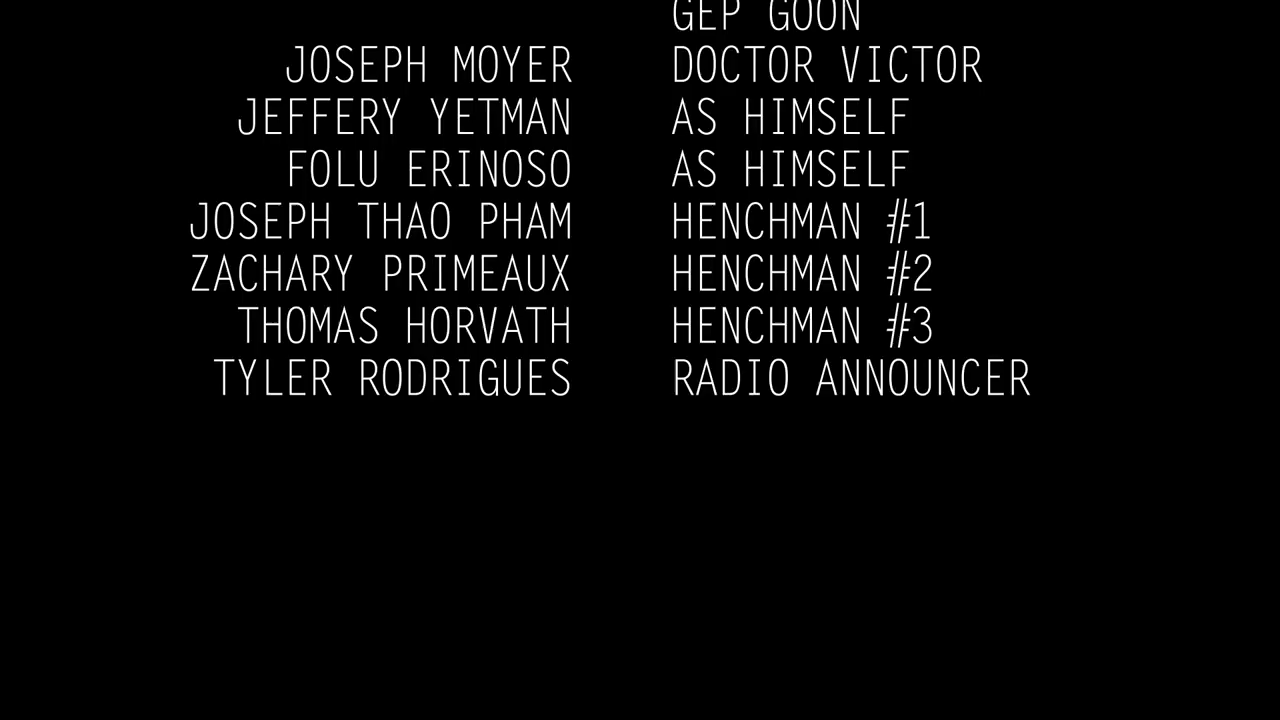 GEP GOON
JOSEPH MOYER DOCTOR VICTOR
JEFFERY YETMAN AS HIMSELF
FOLU ERINOSO AS HIMSELF
JOSEPH THAO PHAM HENCHMAN #1
ZACHARY PRIMEAUX HENCHMAN #2
THOMAS HORVATH HENCHMAN #3
TYLER RODRIGUES RADIO ANNOUNCER